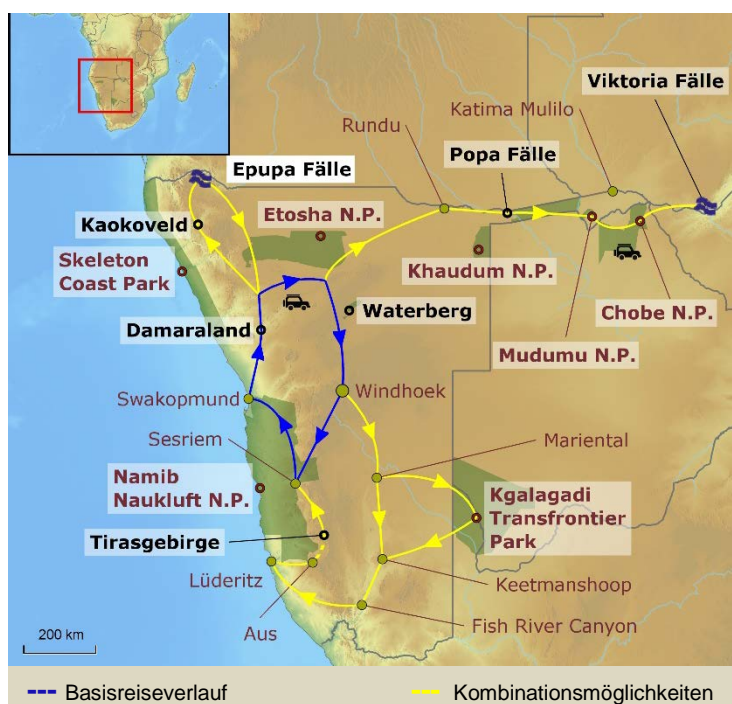 Viktoria Fälle
Katima Mulilo
Rundu
Popa Fälle
Epupa Fälle
Etosha N.P.
Kaokoveld
Skeleton
Coast Park
Khaudum N.P.
Waterberg
Chobe N.P.
Damaraland
Mudumu N.P.
Swakopmund
Windhoek
Sesriem
Mariental
Namib
Naukluft N.P.
Kgalagadi
Transfrontier
Park
Tirasgebirge
Lüderitz
Keetmanshoop
Aus
Fish River Canyon
200 km
Basisreiseverlauf
Kombinationsmöglichkeiten